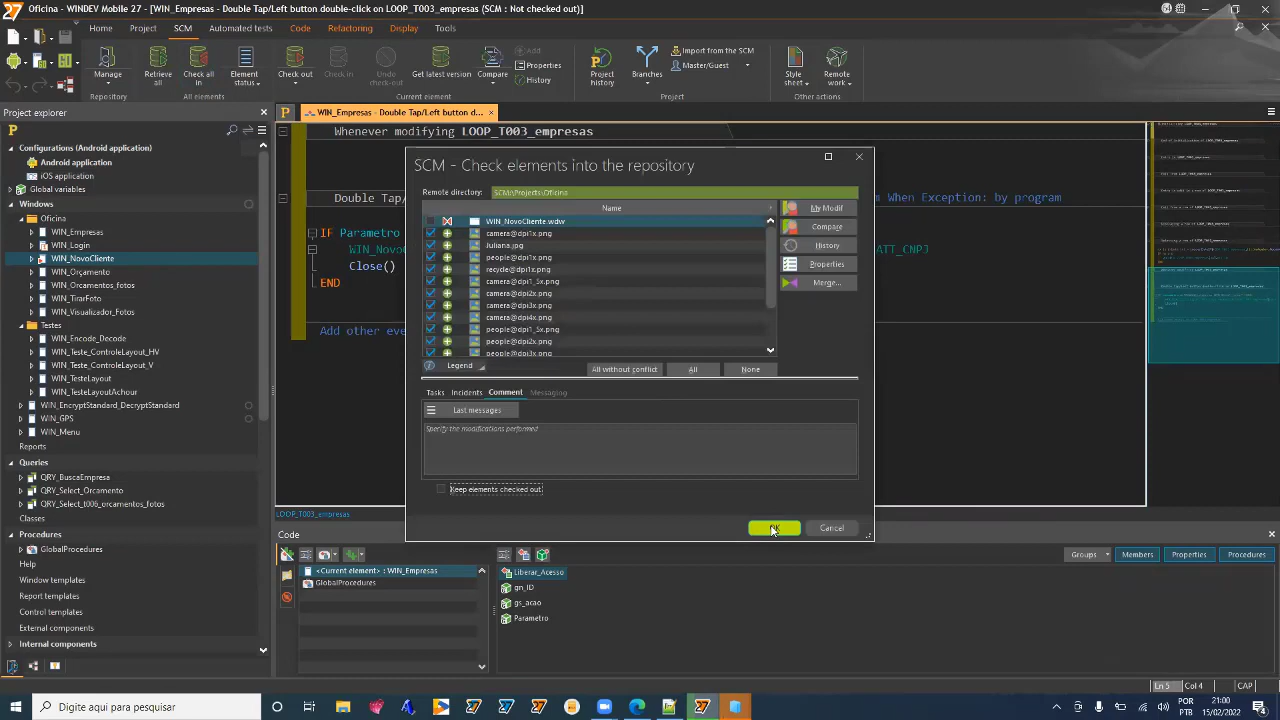 Oficina - WINDEV Mobile 27 - [WIN_Empresas - Double Tap/Left button double-click on LOOP_T003_empresas (SCM : Not checked out)]
Home Project SCM Automated tests Code Refactoring Display Tools
Manage
Retrieve all
Check all in
Element status
Check out
Check in
Undo check-out
Get latest version
Compare
Add
Properties
History
Project history
Branches
Import from the SCM
Master/Guest
Style sheet
Remote work
Repository All elements Current element Project Other actions
Project explorer
WIN_Empresas - Double Tap/Left button d...
Configurations (Android application)
Android application
iOS application
Global variables
Windows
Oficina
WIN_Empresas
WIN_Login
WIN_NovoCliente
WIN_Orçamento
WIN_Orcamentos_fotos
WIN_TirarFoto
WIN_Visualizador_Fotos
Testes
WIN_Encode_Decode
WIN_Teste_ControleLayout_HV
WIN_Teste_ControleLayout_V
WIN_TesteLayout
WIN_TesteLayoutAchour
WIN_EncryptStandard_DecryptStandard
WIN_GPS
WIN_Menu
Reports
Queries
QRY_BuscaEmpresa
QRY_Select_Orcamento
QRY_Select_t006_orcamentos_fotos
Classes
Procedures
GlobalProcedures
Help
Window templates
Report templates
Control templates
External components
Internal components
Whenever modifying LOOP_T003_empresas
Double Tap/
m When Exception: by program
IF Parametro
WIN_NovoC
ATT_CNPJ
Close()
END
Add other eve
LOOP_T003_empresas
SCM - Check elements into the repository
Remote directory: SCM:\Projects\Oficina
Name
WIN_NovoCliente.wdw
camera@dpi1x.png
Juliana.jpg
people@dpi1x.png
recycle@dpi1x.png
camera@dpi1_5x.png
camera@dpi2x.png
camera@dpi3x.png
camera@dpi4x.png
people@dpi1_5x.png
people@dpi2x.png
people@dpi3x.png
My Modif
Compare
History
Properties
Merge...
Legend
All without conflict All None
Tasks Incidents Comment Messaging
Last messages
Specify the modifications performed
Keep elements checked out
OK Cancel
Code
Groups Members Properties Procedures
<Current element> : WIN_Empresas
GlobalProcedures
Liberar_Acesso
gn_ID
gs_acao
Parametro
Ln 5 Col 4 CAP
Digite aqui para pesquisar
POR
PTB
21:00
15/02/2022